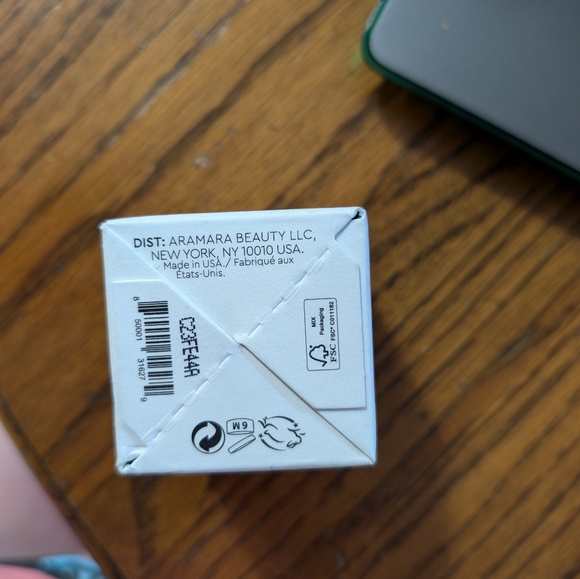 DIST: ARAMARA BEAUTY LLC,
NEW YORK, NY 10010 USA.
Made in USA./ Fabriqué aux
États-Unis.
8 50001 31627 9
C23FE44A
MIX
Packaging
FSC FSC® C011182
6M